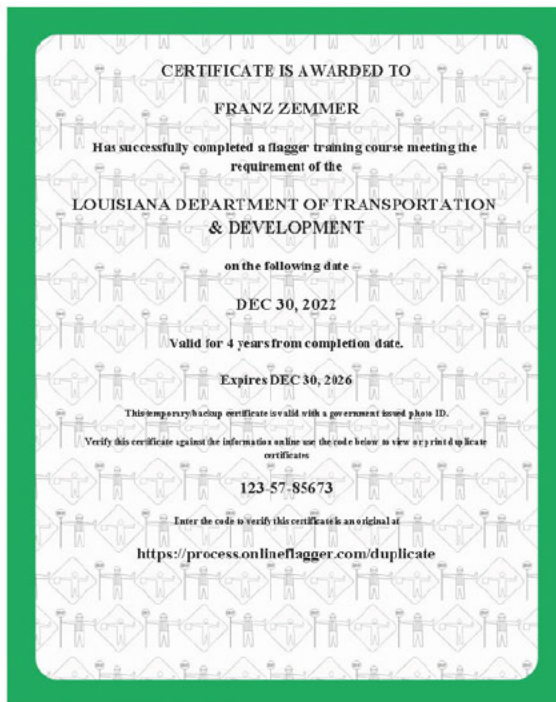 CERTIFICATE IS AWARDED TO
FRANZ ZEMMER
Has successfully completed a flagger training course meeting the
requirement of the
LOUISIANA DEPARTMENT OF TRANSPORTATION
& DEVELOPMENT
on the following date
DEC 30, 2022
Valid for 4 years from completion date.
Expires DEC 30, 2026
This temporary/backup certificate is valid with a government issued photo ID.
Verify this certificate against the information online use the code below to view or print duplicate
certificates
123-57-85673
Enter the code to verify this certificate is an original at
https://process.onlineflagger.com/duplicate